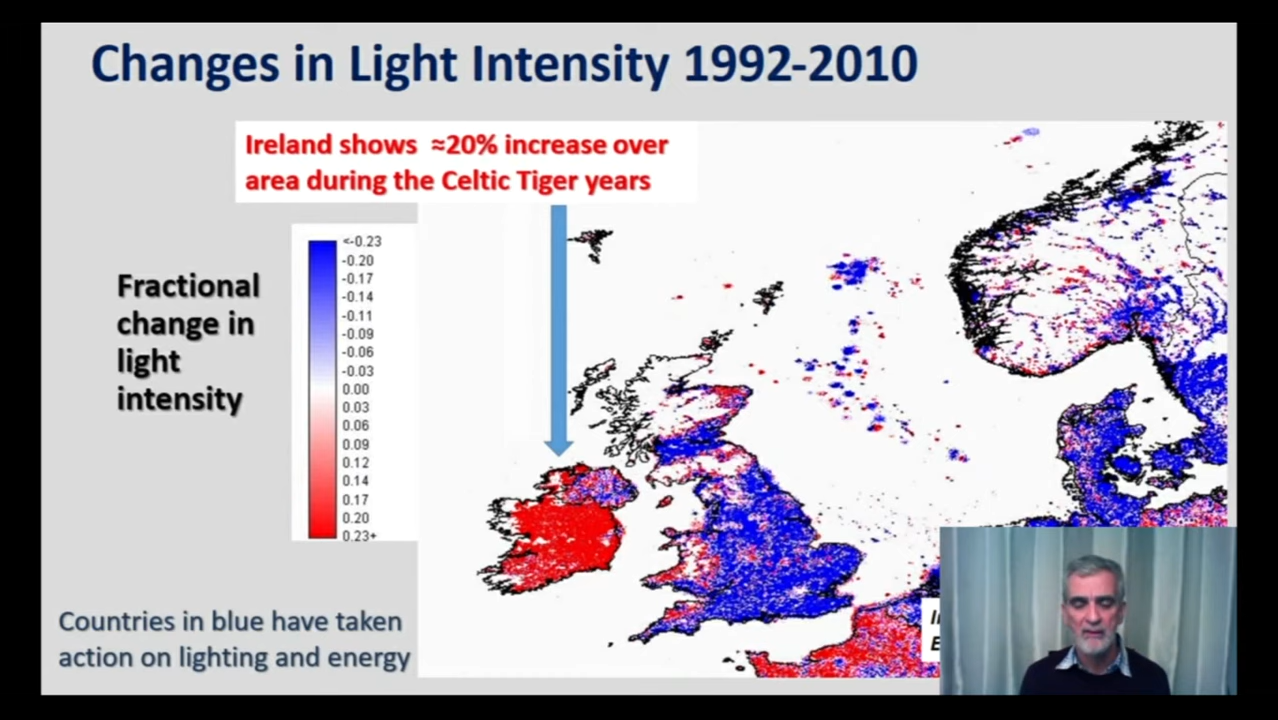 Changes in Light Intensity 1992-2010
Ireland shows ≈20% increase over
area during the Celtic Tiger years
Fractional
change in
light
intensity
<-0.23
-0.20
-0.17
-0.14
-0.11
-0.09
-0.06
-0.03
0.00
0.03
0.06
0.09
0.12
0.14
0.17
0.20
0.23+
Countries in blue have taken
action on lighting and energy